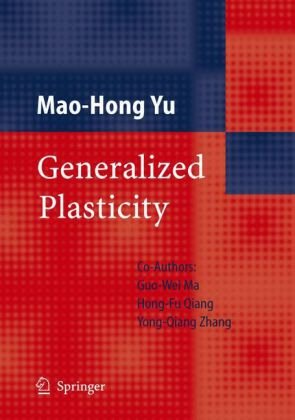 Mao-Hong Yu
Generalized
Plasticity
Co-Authors:
Guo-Wei Ma
Hong-Fu Qiang
Yong-Qiang Zhang
Springer